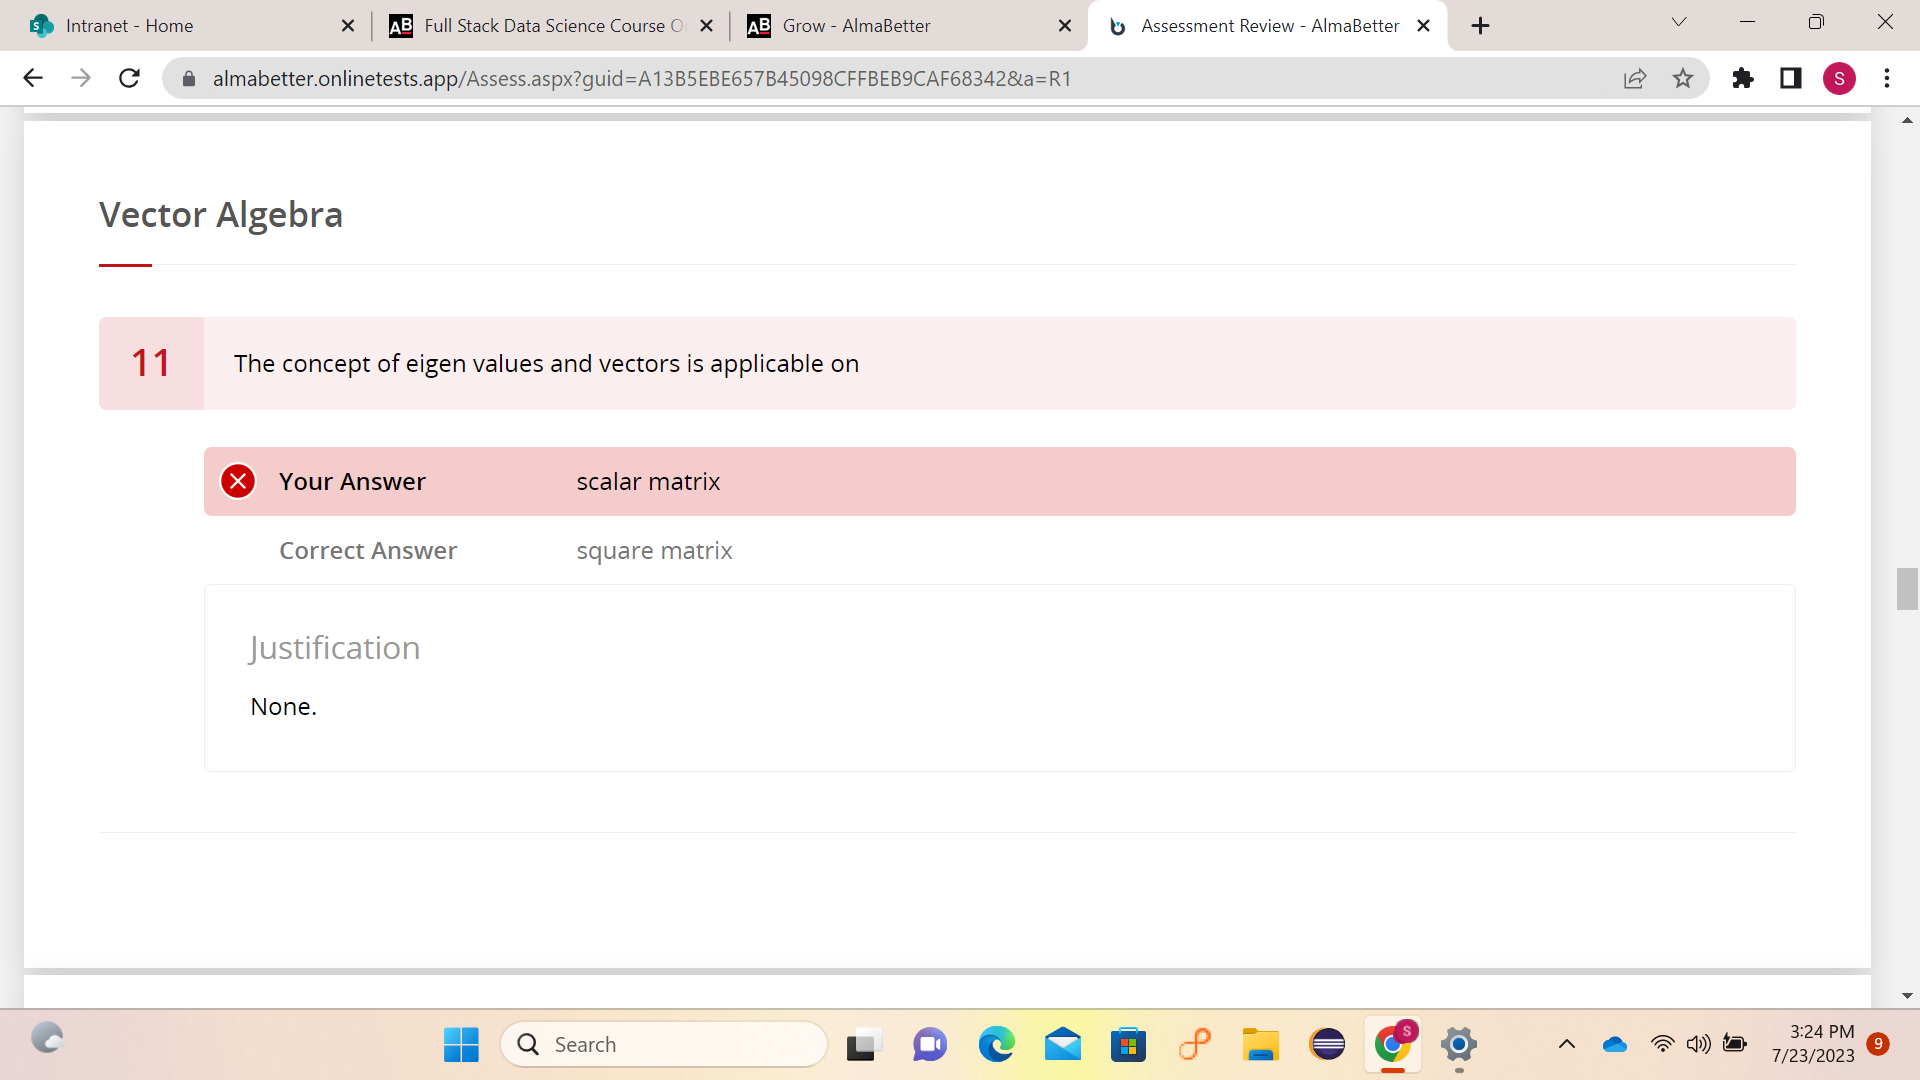 Intranet - Home
AB Full Stack Data Science Course O
AB Grow - AlmaBetter
Assessment Review - AlmaBetter
almabetter.onlinetests.app/Assess.aspx?guid=A13B5EBE657B45098CFFBEB9CAF68342&a=R1
S
Vector Algebra
11
The concept of eigen values and vectors is applicable on
Your Answer scalar matrix
Correct Answer square matrix
Justification
None.
Search
S
3:24 PM
7/23/2023
9